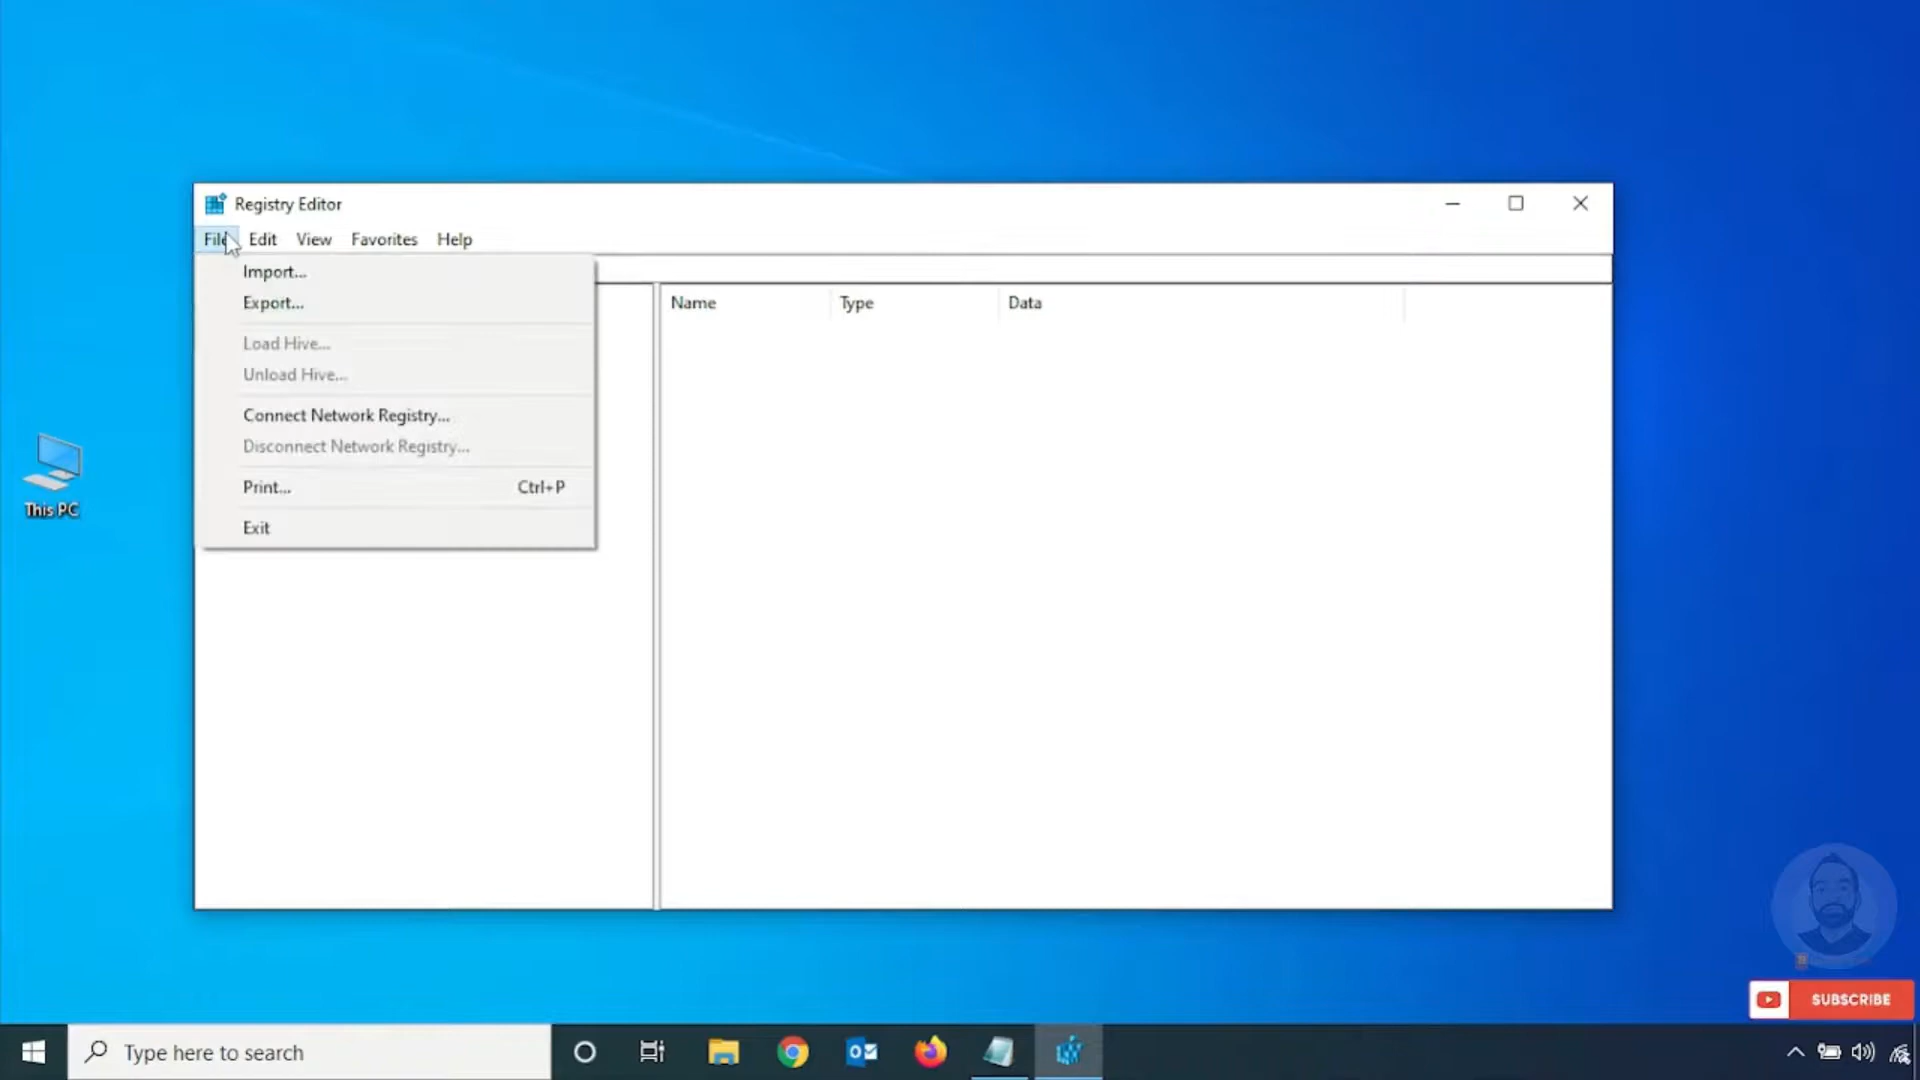 Registry Editor
File Edit View Favorites Help
Import...
Export...
Name Type Data
Load Hive...
Unload Hive...
Connect Network Registry...
Disconnect Network Registry...
Print... Ctrl+P
Exit
This PC
SUBSCRIBE
Type here to search